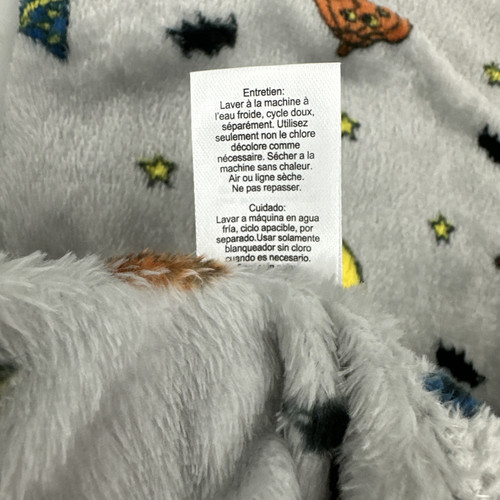 Entretien:
Laver à la machine à
l'eau froide, cycle doux,
séparément. Utilisez
seulement non le chlore
décolore comme
nécessaire. Sécher a la
machine sans chaleur.
Air ou ligne sèche.
Ne pas repasser.
Cuidado:
Lavar a máquina en agua
fría, ciclo apacible, por
separado.Usar solamente
blanqueador sin cloro
cuando es necesario.